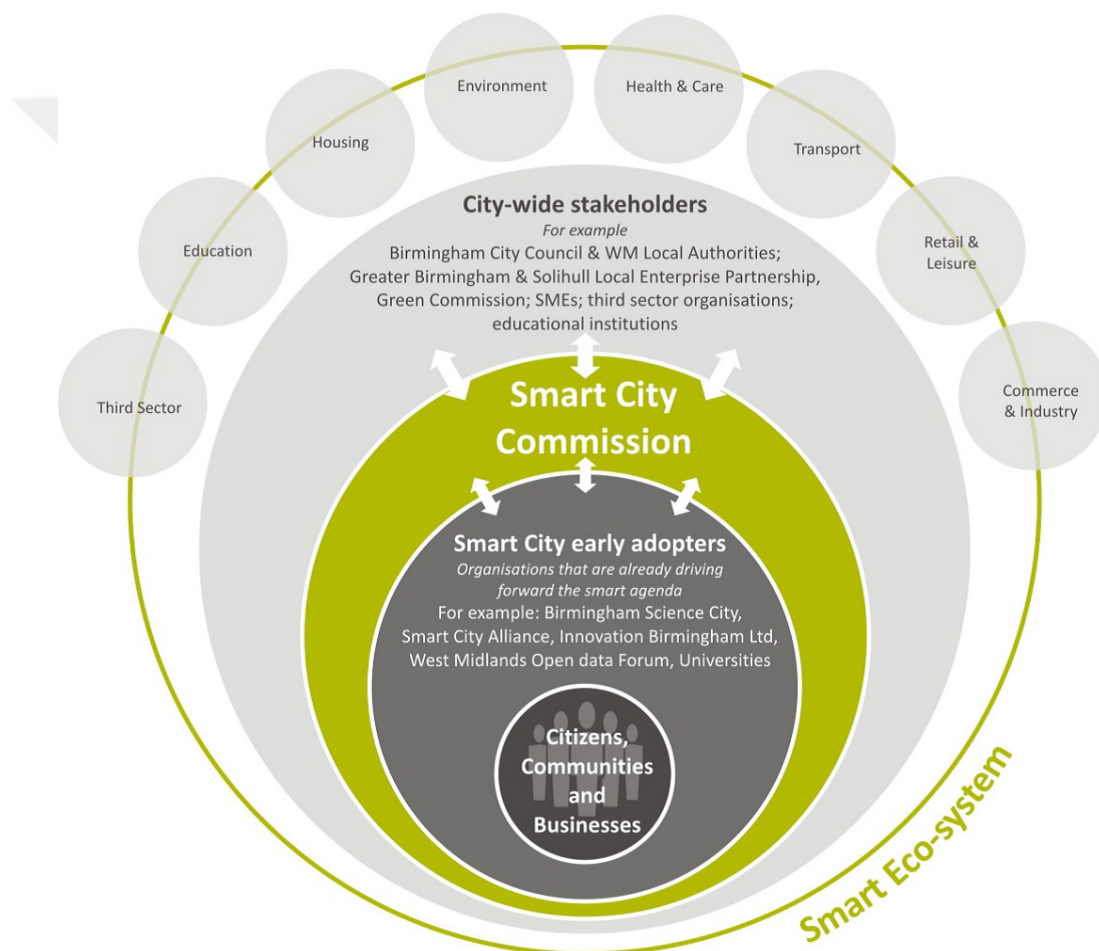 Environment
Health & Care
Housing
Transport
Education
Retail &
Leisure
Third Sector
Commerce
& Industry
City-wide stakeholders
For example
Birmingham City Council & WM Local Authorities;
Greater Birmingham & Solihull Local Enterprise Partnership,
Green Commission; SMEs; third sector organisations;
educational institutions
Smart City
Commission
Smart City early adopters
Organisations that are already driving
forward the smart agenda
For example: Birmingham Science City,
Smart City Alliance, Innovation Birmingham Ltd,
West Midlands Open data Forum, Universities
Citizens,
Communities
and
Businesses
Smart Eco-system